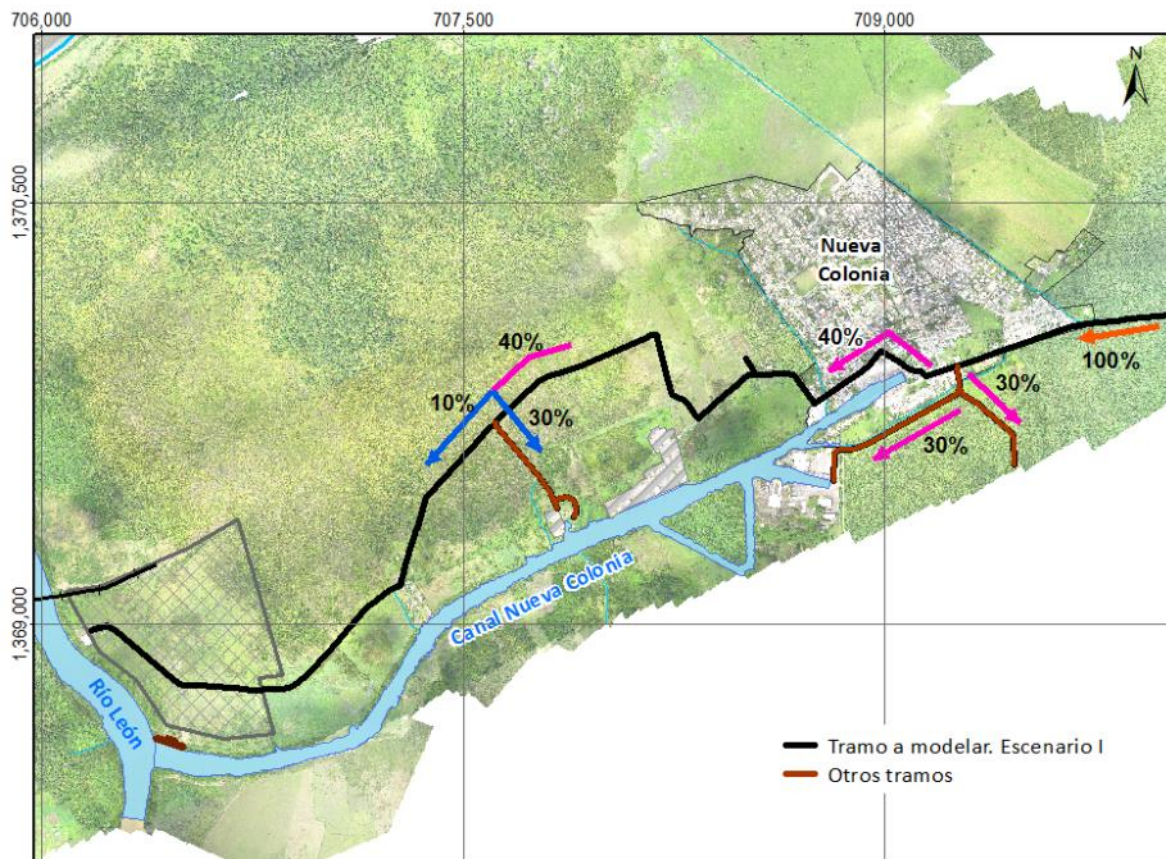 706,000
707,500
709,000
N
1,370,500
Nueva
Colonia
40%
40%
100%
10%
30%
30%
30%
Canal Nueva Colonia
1,369,000
Río León
Tramo a modelar. Escenario I
Otros tramos